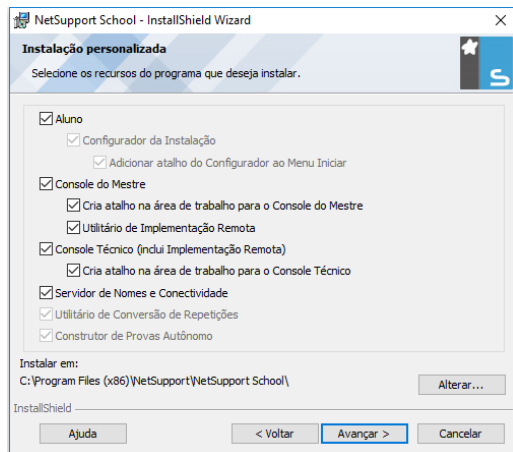 NetSupport School - InstallShield Wizard
Instalação personalizada
Selecione os recursos do programa que deseja instalar.
S
Aluno
Configurador da Instalação
Adicionar atalho do Configurador ao Menu Iniciar
Console do Mestre
Cria atalho na área de trabalho para o Console do Mestre
Utilitário de Implementação Remota
Console Técnico (inclui Implementação Remota)
Cria atalho na área de trabalho para o Console Técnico
Servidor de Nomes e Conectividade
Utilitário de Conversão de Repetições
Construtor de Provas Autônomo
Instalar em:
C:\Program Files (x86)\NetSupport\NetSupport School\
Alterar...
InstallShield
Ajuda
< Voltar
Avançar >
Cancelar